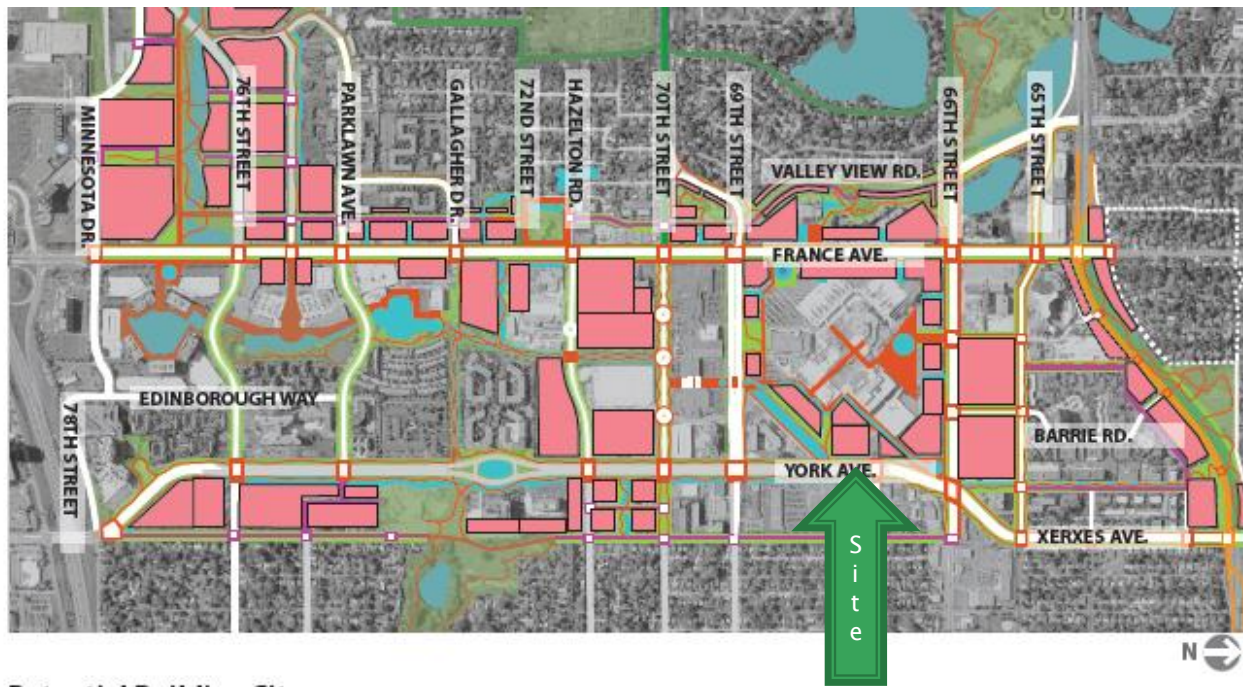 MINNESOTA DR.
76TH STREET
PARKLAWN AVE.
GALLAGHER DR.
72ND STREET
HAZELTON RD.
70TH STREET
69TH STREET
VALLEY VIEW RD.
66TH STREET
65TH STREET
FRANCE AVE.
EDINBOROUGH WAY
78TH STREET
BARRIE RD.
YORK AVE.
XERXES AVE.
S
i
t
e
N